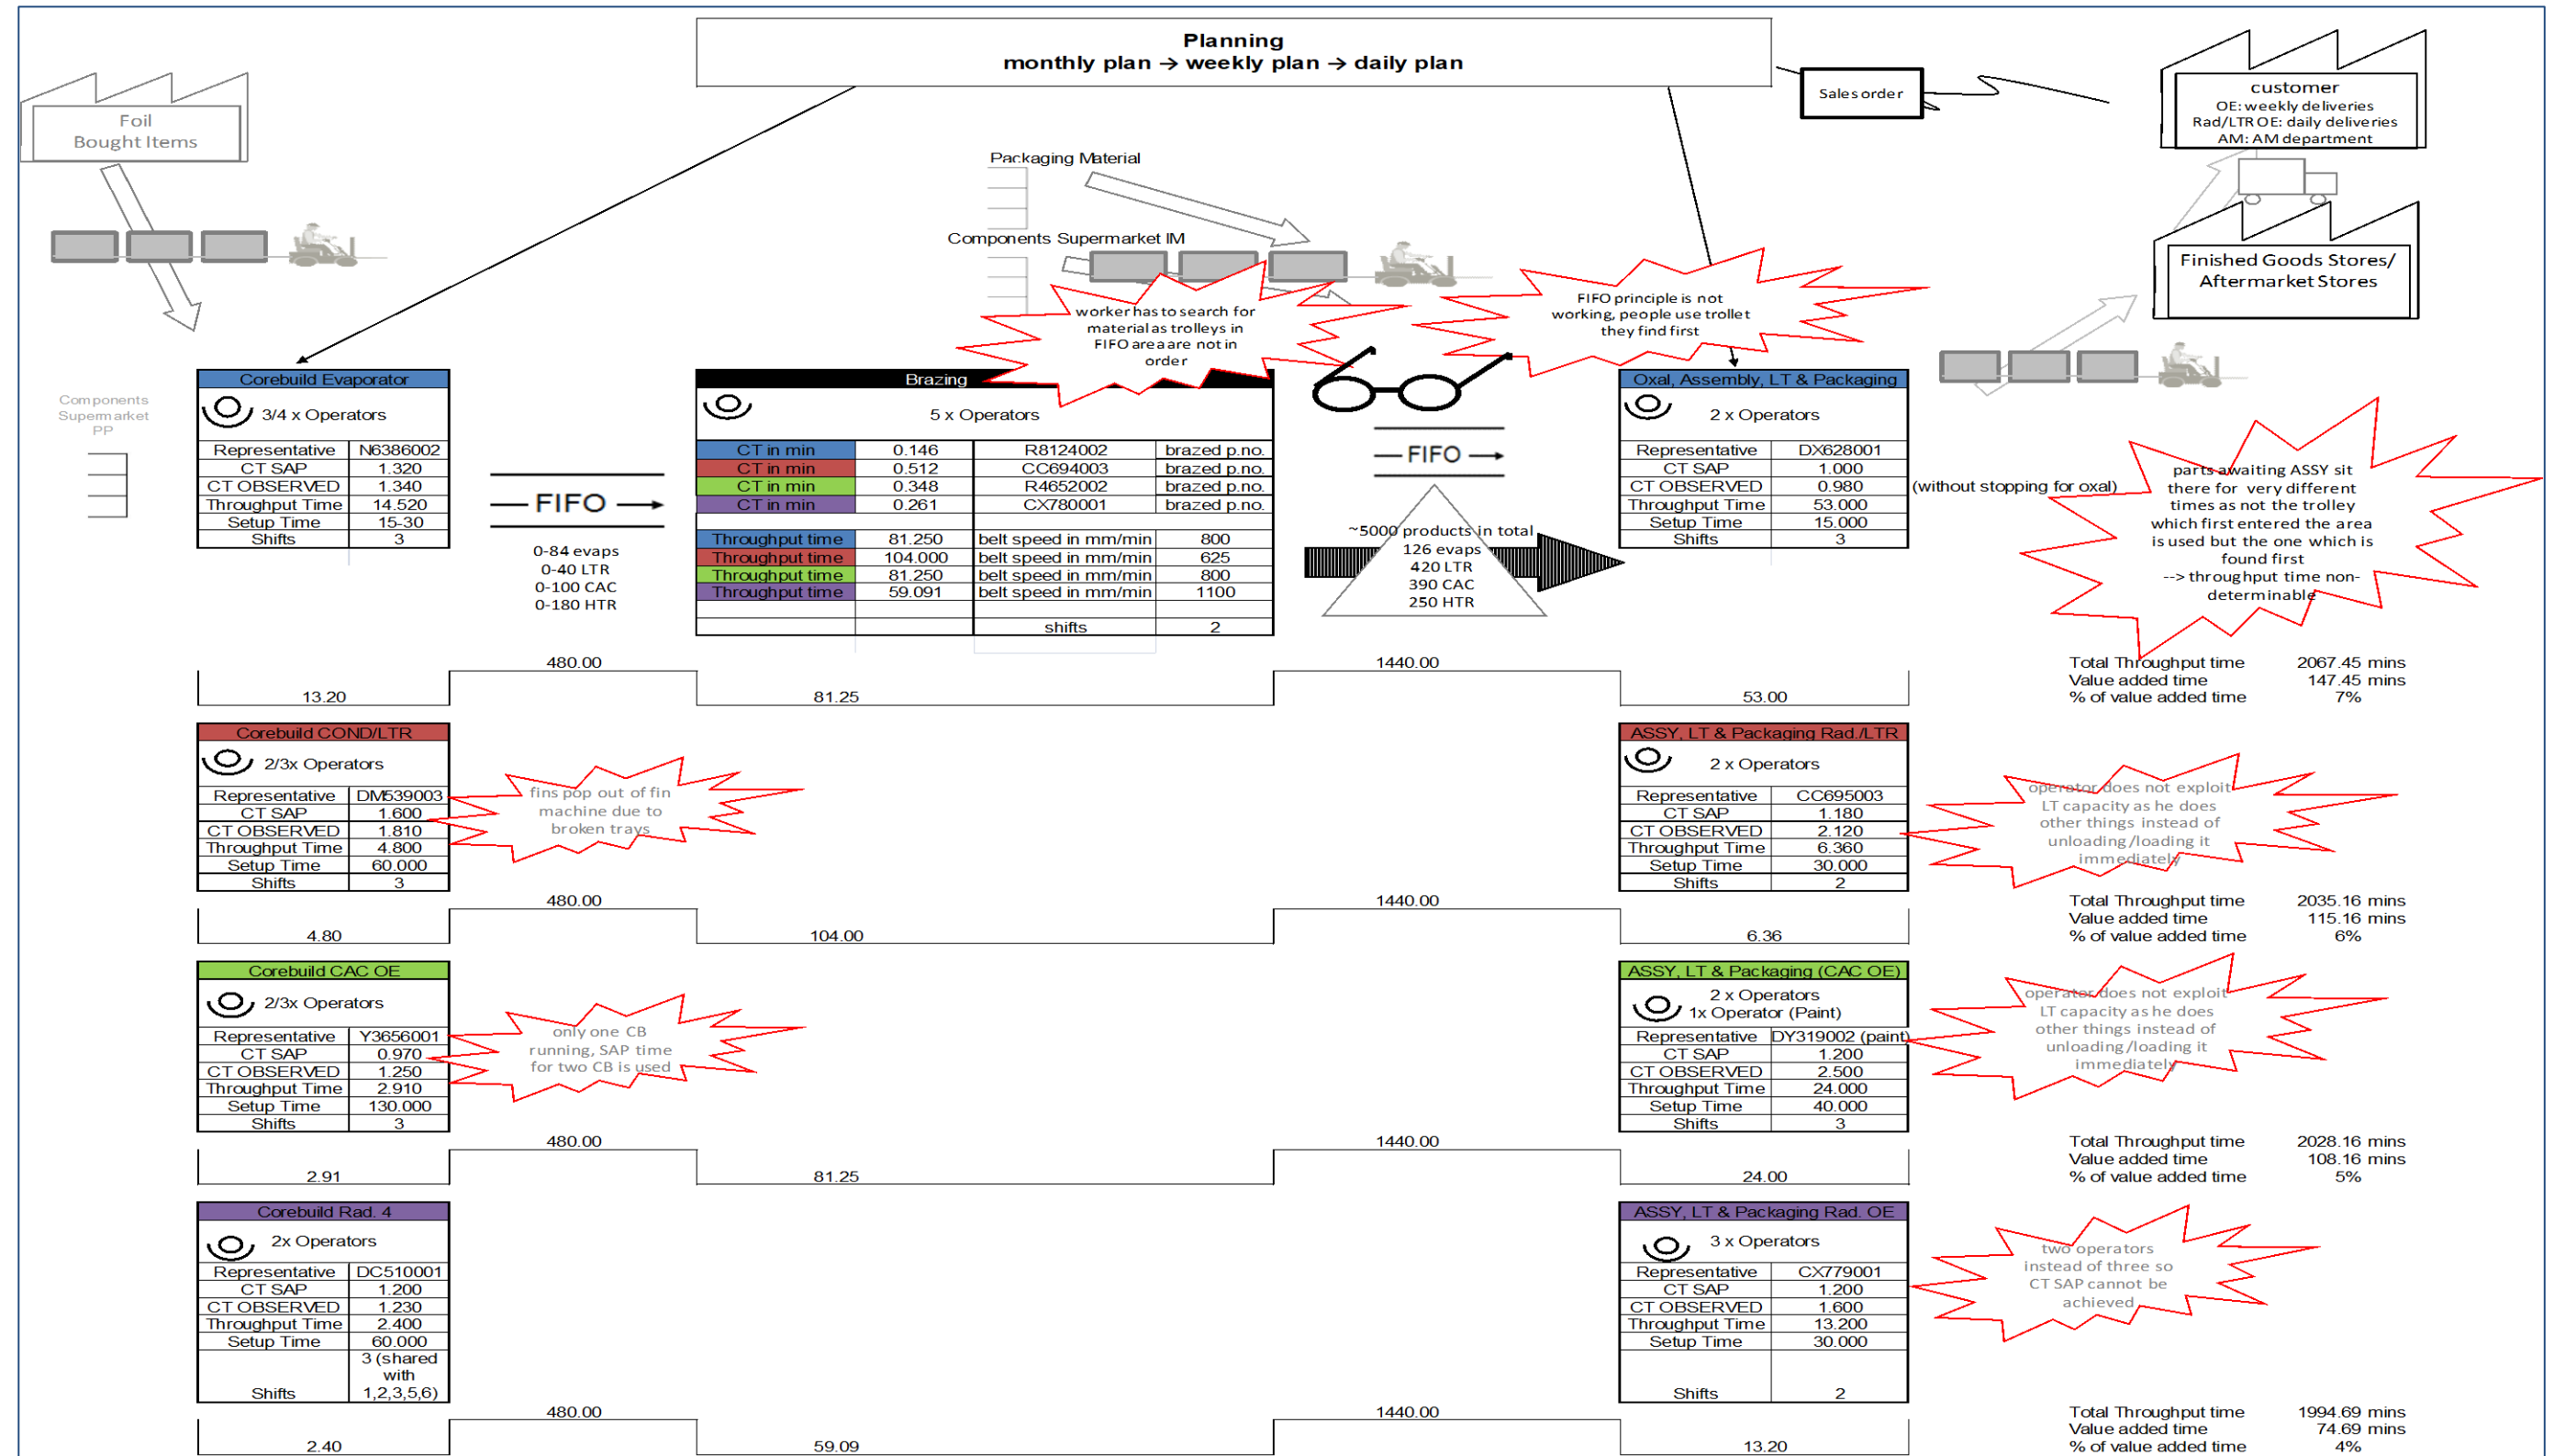 Planning
monthly plan → weekly plan → daily plan
Sales order
customer
OE: weekly deliveries
Rad/LTR OE: daily deliveries
AM: AM department
Foil
Bought Items
Packaging Material
Components Supermarket IM
Finished Goods Stores/
Aftermarket Stores
worker has to search for
material as trolleys in
FIFO area are not in
order
FIFO principle is not
working, people use trollet
they find first
Components
Supermarket
PP
Corebuild Evaporator
3/4 x Operators
Representative N6386002
CT SAP 1.320
CT OBSERVED 1.340
Throughput Time 14.520
Setup Time 15-30
Shifts 3
FIFO
0-84 evaps
0-40 LTR
0-100 CAC
0-180 HTR
Brazing
5 x Operators
CT in min 0.146 R8124002 brazed p.no.
CT in min 0.512 CC694003 brazed p.no.
CT in min 0.348 R4652002 brazed p.no.
CT in min 0.261 CX780001 brazed p.no.
Throughput time 81.250 belt speed in mm/min 800
Throughput time 104.000 belt speed in mm/min 625
Throughput time 81.250 belt speed in mm/min 800
Throughput time 59.091 belt speed in mm/min 1100
shifts 2
FIFO
~5000 products in total
126 evaps
420 LTR
390 CAC
250 HTR
Oxal, Assembly, LT & Packaging
2 x Operators
Representative DX628001
CT SAP 1.000
CT OBSERVED 0.980 (without stopping for oxal)
Throughput Time 53.000
Setup Time 15.000
Shifts 3
parts awaiting ASSY sit
there for very different
times as not the trolley
which first entered the area
is used but the one which is
found first
--> throughput time non-
determinable
480.00 1440.00
13.20 81.25 53.00
Total Throughput time 2067.45 mins
Value added time 147.45 mins
% of value added time 7%
Corebuild COND/LTR
2/3x Operators
Representative DM539003
CT SAP 1.600
CT OBSERVED 1.810
Throughput Time 4.800
Setup Time 60.000
Shifts 3
fins pop out of fin
machine due to
broken trays
ASSY, LT & Packaging Rad./LTR
2 x Operators
Representative CC695003
CT SAP 1.180
CT OBSERVED 2.120
Throughput Time 6.360
Setup Time 30.000
Shifts 2
operator does not exploit
LT capacity as he does
other things instead of
unloading/loading it
immediately
480.00 1440.00
4.80 104.00 6.36
Total Throughput time 2035.16 mins
Value added time 115.16 mins
% of value added time 6%
Corebuild CAC OE
2/3x Operators
Representative Y3656001
CT SAP 0.970
CT OBSERVED 1.250
Throughput Time 2.910
Setup Time 130.000
Shifts 3
only one CB
running, SAP time
for two CB is used
ASSY, LT & Packaging (CAC OE)
2 x Operators
1x Operator (Paint)
Representative DY319002 (paint)
CT SAP 1.200
CT OBSERVED 2.500
Throughput Time 24.000
Setup Time 40.000
Shifts 3
operator does not exploit
LT capacity as he does
other things instead of
unloading/loading it
immediately
480.00 1440.00
2.91 81.25 24.00
Total Throughput time 2028.16 mins
Value added time 108.16 mins
% of value added time 5%
Corebuild Rad. 4
2x Operators
Representative DC510001
CT SAP 1.200
CT OBSERVED 1.230
Throughput Time 2.400
Setup Time 60.000
3 (shared
with
Shifts 1,2,3,5,6)
ASSY, LT & Packaging Rad. OE
3 x Operators
Representative CX779001
CT SAP 1.200
CT OBSERVED 1.600
Throughput Time 13.200
Setup Time 30.000
Shifts 2
two operators
instead of three so
CT SAP cannot be
achieved
480.00 1440.00
2.40 59.09 13.20
Total Throughput time 1994.69 mins
Value added time 74.69 mins
% of value added time 4%